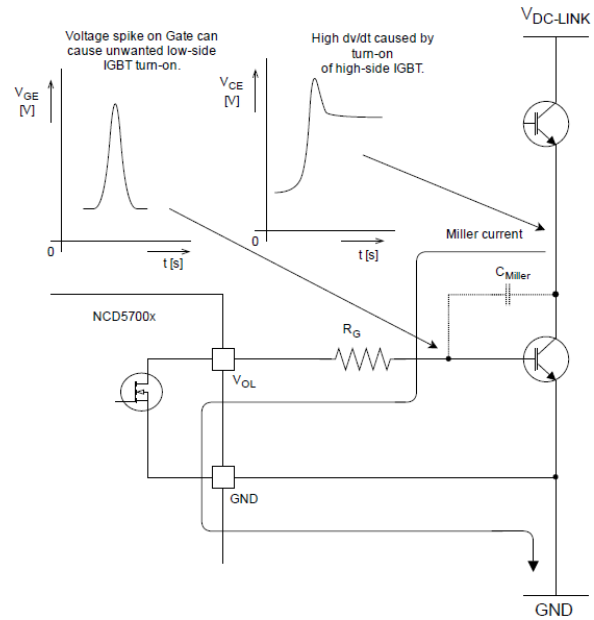 Voltage spike on Gate can
cause unwanted low-side
IGBT turn-on.
High dv/dt caused by
turn-on
of high-side IGBT.
VDC-LINK
VGE
[V]
VCE
[V]
0
t [s]
0
t [s]
Miller current
CMiller
NCD5700x
RG
VOL
GND
GND